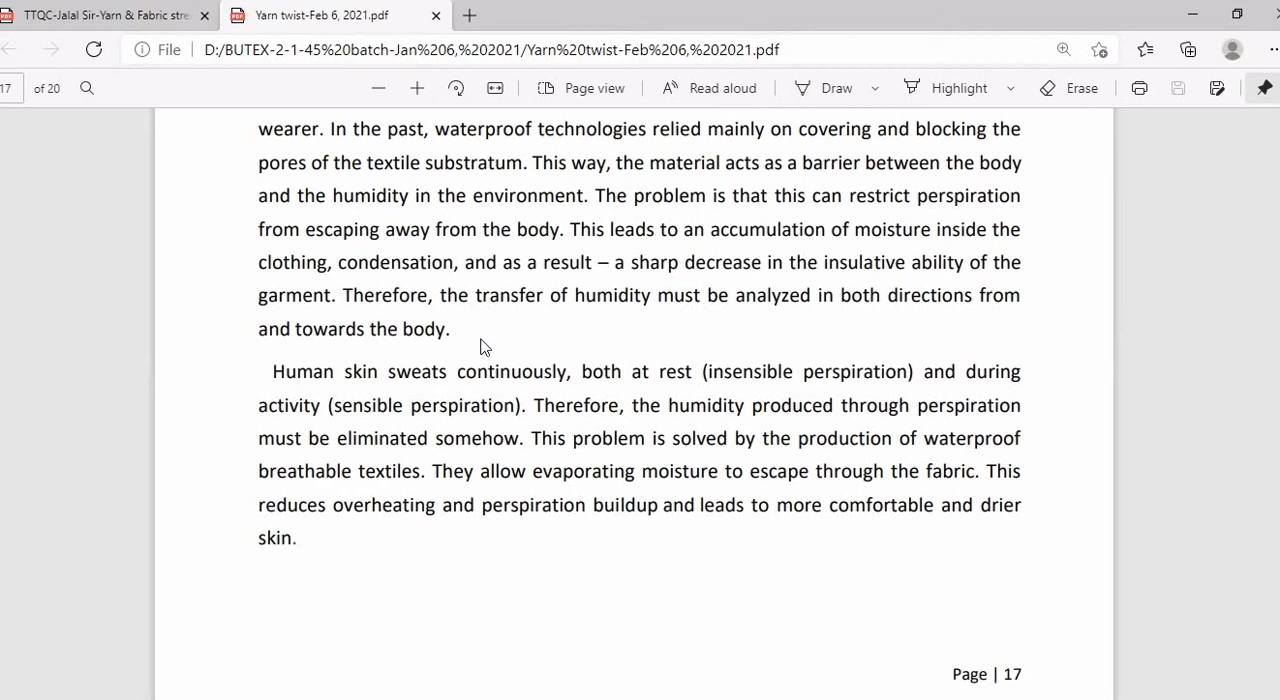 TTQC-Jalal Sir-Yarn & Fabric stre
Yarn twist-Feb 6, 2021.pdf
File D:/BUTEX-2-1-45%20batch-Jan%206,%202021/Yarn%20twist-Feb%206,%202021.pdf
17 of 20 Page view Read aloud Draw Highlight Erase
wearer. In the past, waterproof technologies relied mainly on covering and blocking the
pores of the textile substratum. This way, the material acts as a barrier between the body
and the humidity in the environment. The problem is that this can restrict perspiration
from escaping away from the body. This leads to an accumulation of moisture inside the
clothing, condensation, and as a result – a sharp decrease in the insulative ability of the
garment. Therefore, the transfer of humidity must be analyzed in both directions from
and towards the body.
Human skin sweats continuously, both at rest (insensible perspiration) and during
activity (sensible perspiration). Therefore, the humidity produced through perspiration
must be eliminated somehow. This problem is solved by the production of waterproof
breathable textiles. They allow evaporating moisture to escape through the fabric. This
reduces overheating and perspiration buildup and leads to more comfortable and drier
skin.
Page | 17